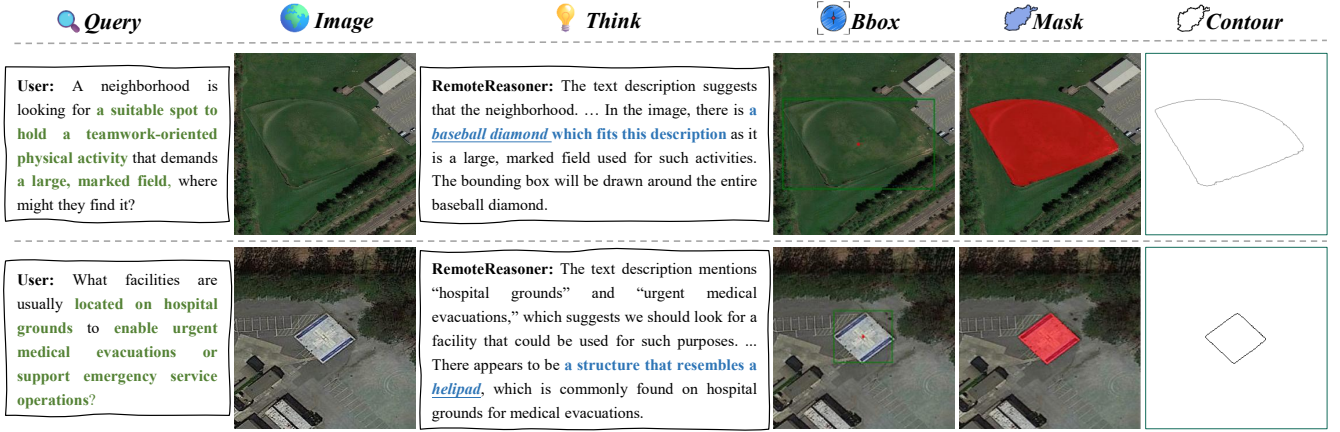 Query Image Think Bbox Mask Contour
User: A neighborhood is
looking for a suitable spot to
hold a teamwork-oriented
physical activity that demands
a large, marked field, where
might they find it?
RemoteReasoner: The text description suggests
that the neighborhood. … In the image, there is a
baseball diamond which fits this description as it
is a large, marked field used for such activities.
The bounding box will be drawn around the entire
baseball diamond.
User: What facilities are
usually located on hospital
grounds to enable urgent
medical evacuations or
support emergency service
operations?
RemoteReasoner: The text description mentions
“hospital grounds” and “urgent medical
evacuations,” which suggests we should look for a
facility that could be used for such purposes. ...
There appears to be a structure that resembles a
helipad, which is commonly found on hospital
grounds for medical evacuations.